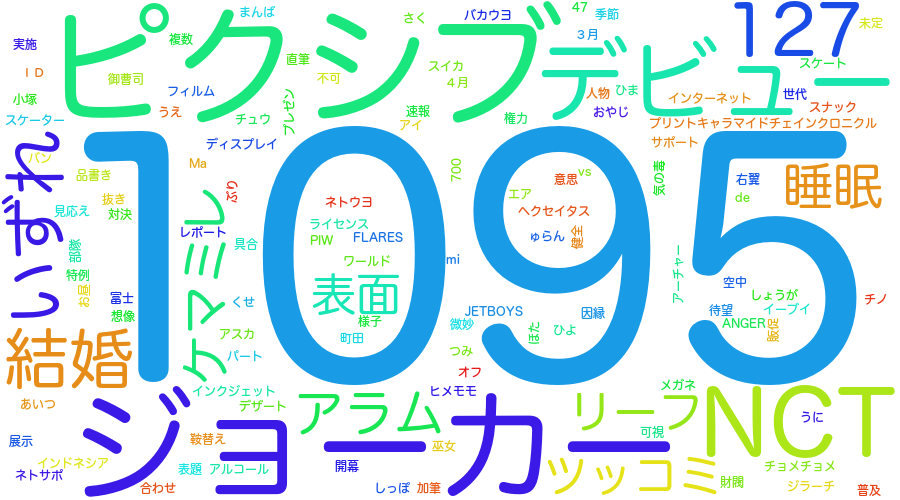 ピクシブ
デビュー
127
1095
まんば
さく
バカウヨ
47
季節
3月
未定
実施
複数
直筆
スイカ
4月
不可
スケート
ID
御曹司
フィルム
人物
ひま
世代
小塚
うえ
チュウ
プレゼン
速報
アイ
権力
おやじ
インターネット
スナック
スケーター
プリントキャラマイドチェインクロニクル
サポート
いずれ
パン
ディスプレイ
Ma
700
気の毒
品書き
抜き
対決
見応え
ぶり
ネトウヨ
エア
意思
vs
右翼
de
睡眠
ヘクセイタス
レポート
ライセンス
PIW
FLARES
ゅらん
健全
部隊
具合
ケマミレ
特例
お昼
富士
想像
ワールド
mi
アーチャー
空中
しょうが
チノ
表面
くせ
様子
町田
JETBOYS
微妙
因縁
待望
イーブイ
ANGER
販促
アスカ
パート
つみ
ほた
ひよ
結婚
オフ
インクジェット
ヒメモモ
メガネ
あいつ
デザート
ジョーカー
アラム
リーフ
NCT
うに
展示
鞍替え
巫女
可視
インドネシア
ネトサポ
表題
アルコール
開幕
ツッコミ
チョメチョメ
合わせ
しっぽ
加筆
財閥
ジラーチ
普及